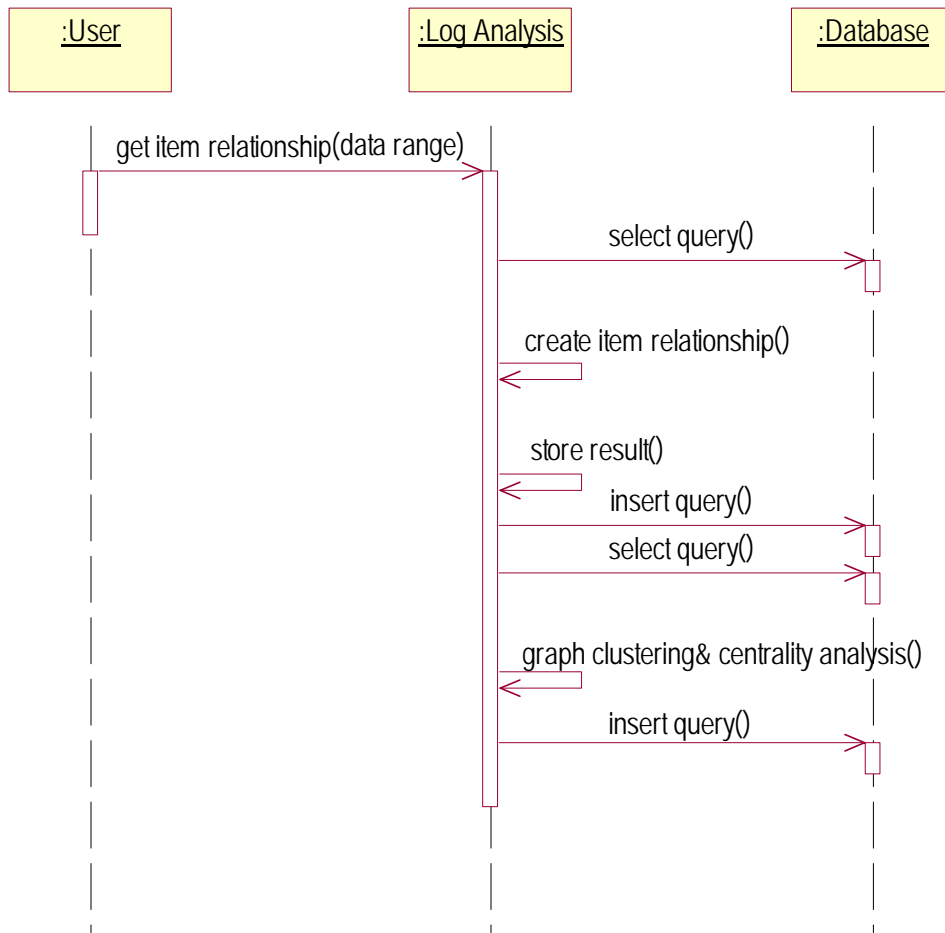 :User
:Log Analysis
:Database
get item relationship(data range)
select query()
create item relationship()
store result()
insert query()
select query()
graph clustering& centrality analysis()
insert query()